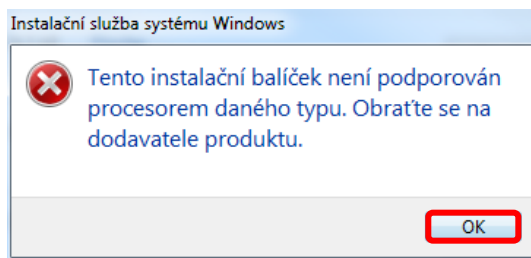 Instalační služba systému Windows
Tento instalační balíček není podporován
procesorem daného typu. Obraťte se na
dodavatele produktu.
OK